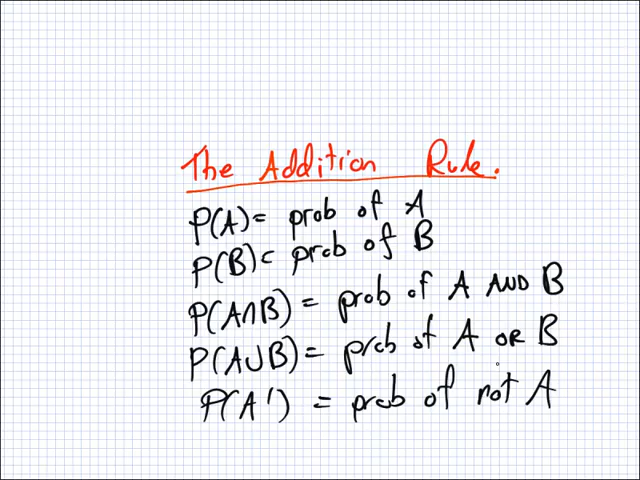 The Addition Rule.
P(A)= prob of A
P(B)= prob of B
P(A∩B) = prob of A AND B
P(A∪B) = prob of A OR B
P(A') = prob of not A